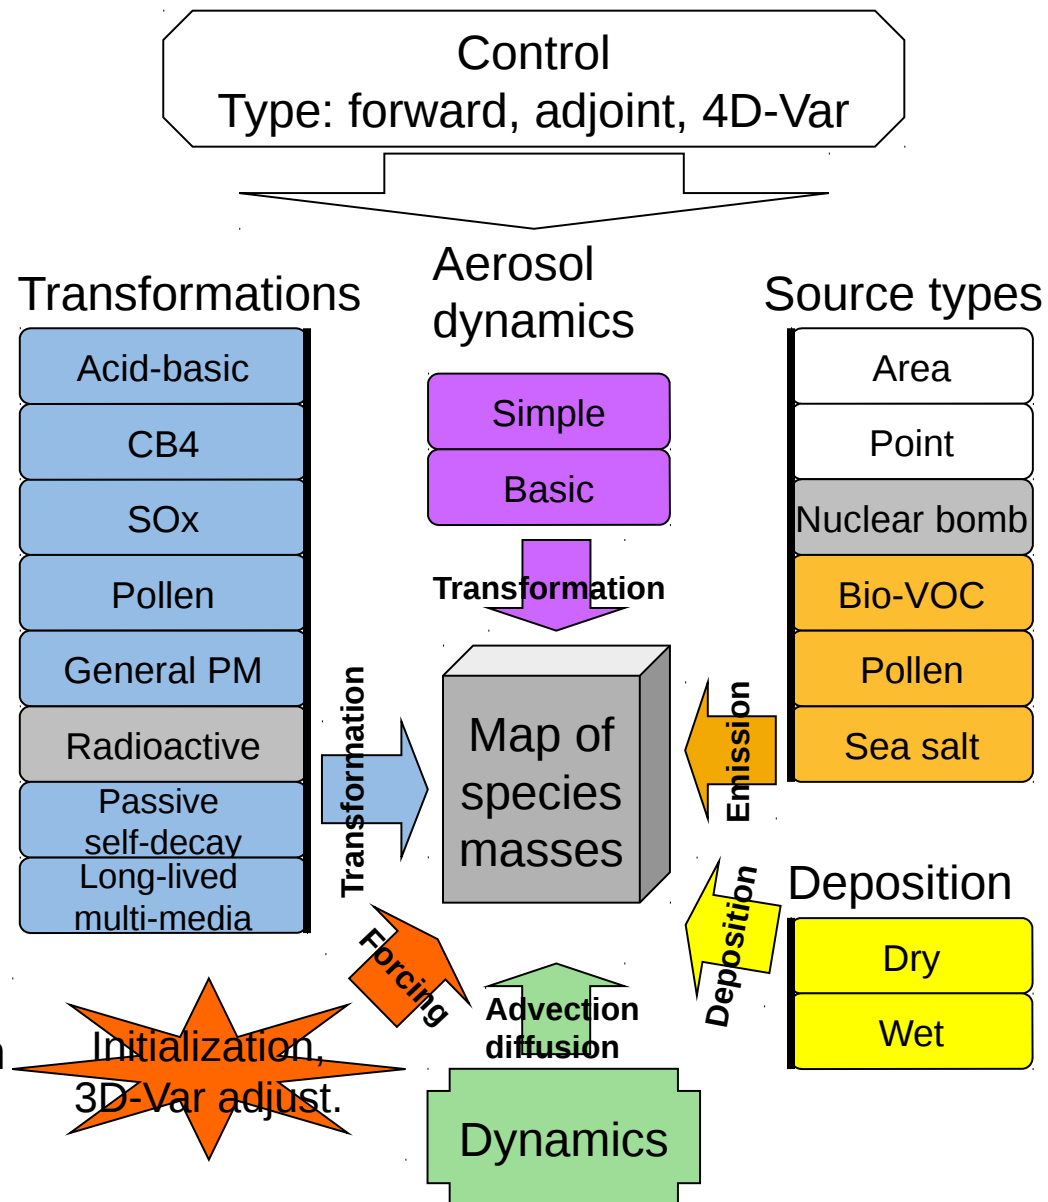 Control
Type: forward, adjoint, 4D-Var
Aerosol
dynamics
Transformations
Source types
Acid-basic
CB4
SOx
Pollen
General PM
Radioactive
Passive
self-decay
Long-lived
multi-media
Simple
Basic
Transformation
Area
Point
Nuclear bomb
Bio-VOC
Pollen
Sea salt
Transformation
Map of
species
masses
Emission
Deposition
Deposition
Dry
Wet
Forcing
Advection
diffusion
Initialization,
3D-Var adjust.
Dynamics